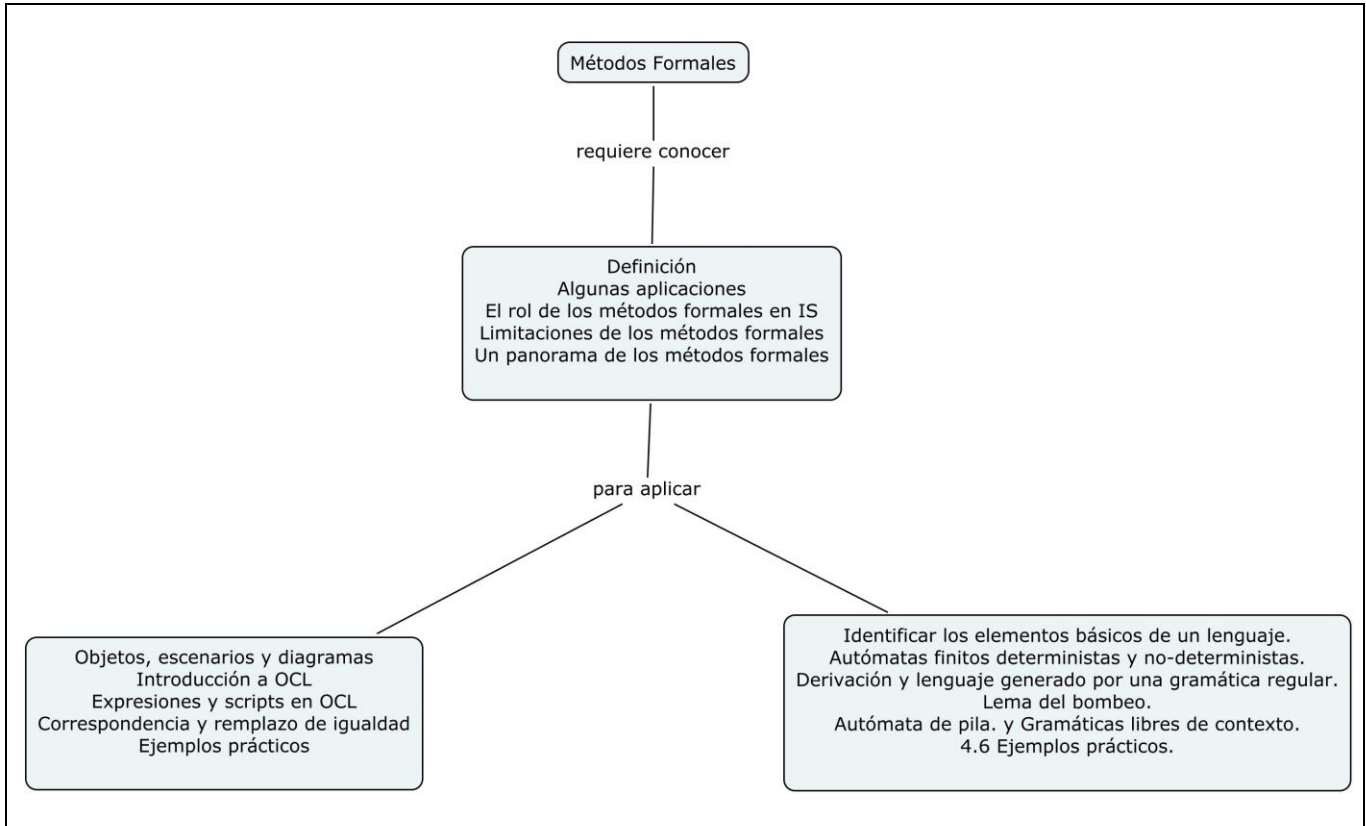 Métodos Formales
requiere conocer
Definición
Algunas aplicaciones
El rol de los métodos formales en IS
Limitaciones de los métodos formales
Un panorama de los métodos formales
para aplicar
Objetos, escenarios y diagramas
Introducción a OCL
Expresiones y scripts en OCL
Correspondencia y remplazo de igualdad
Ejemplos prácticos
Identificar los elementos básicos de un lenguaje.
Autómatas finitos deterministas y no-deterministas.
Derivación y lenguaje generado por una gramática regular.
Lema del bombeo.
Autómata de pila. y Gramáticas libres de contexto.
4.6 Ejemplos prácticos.